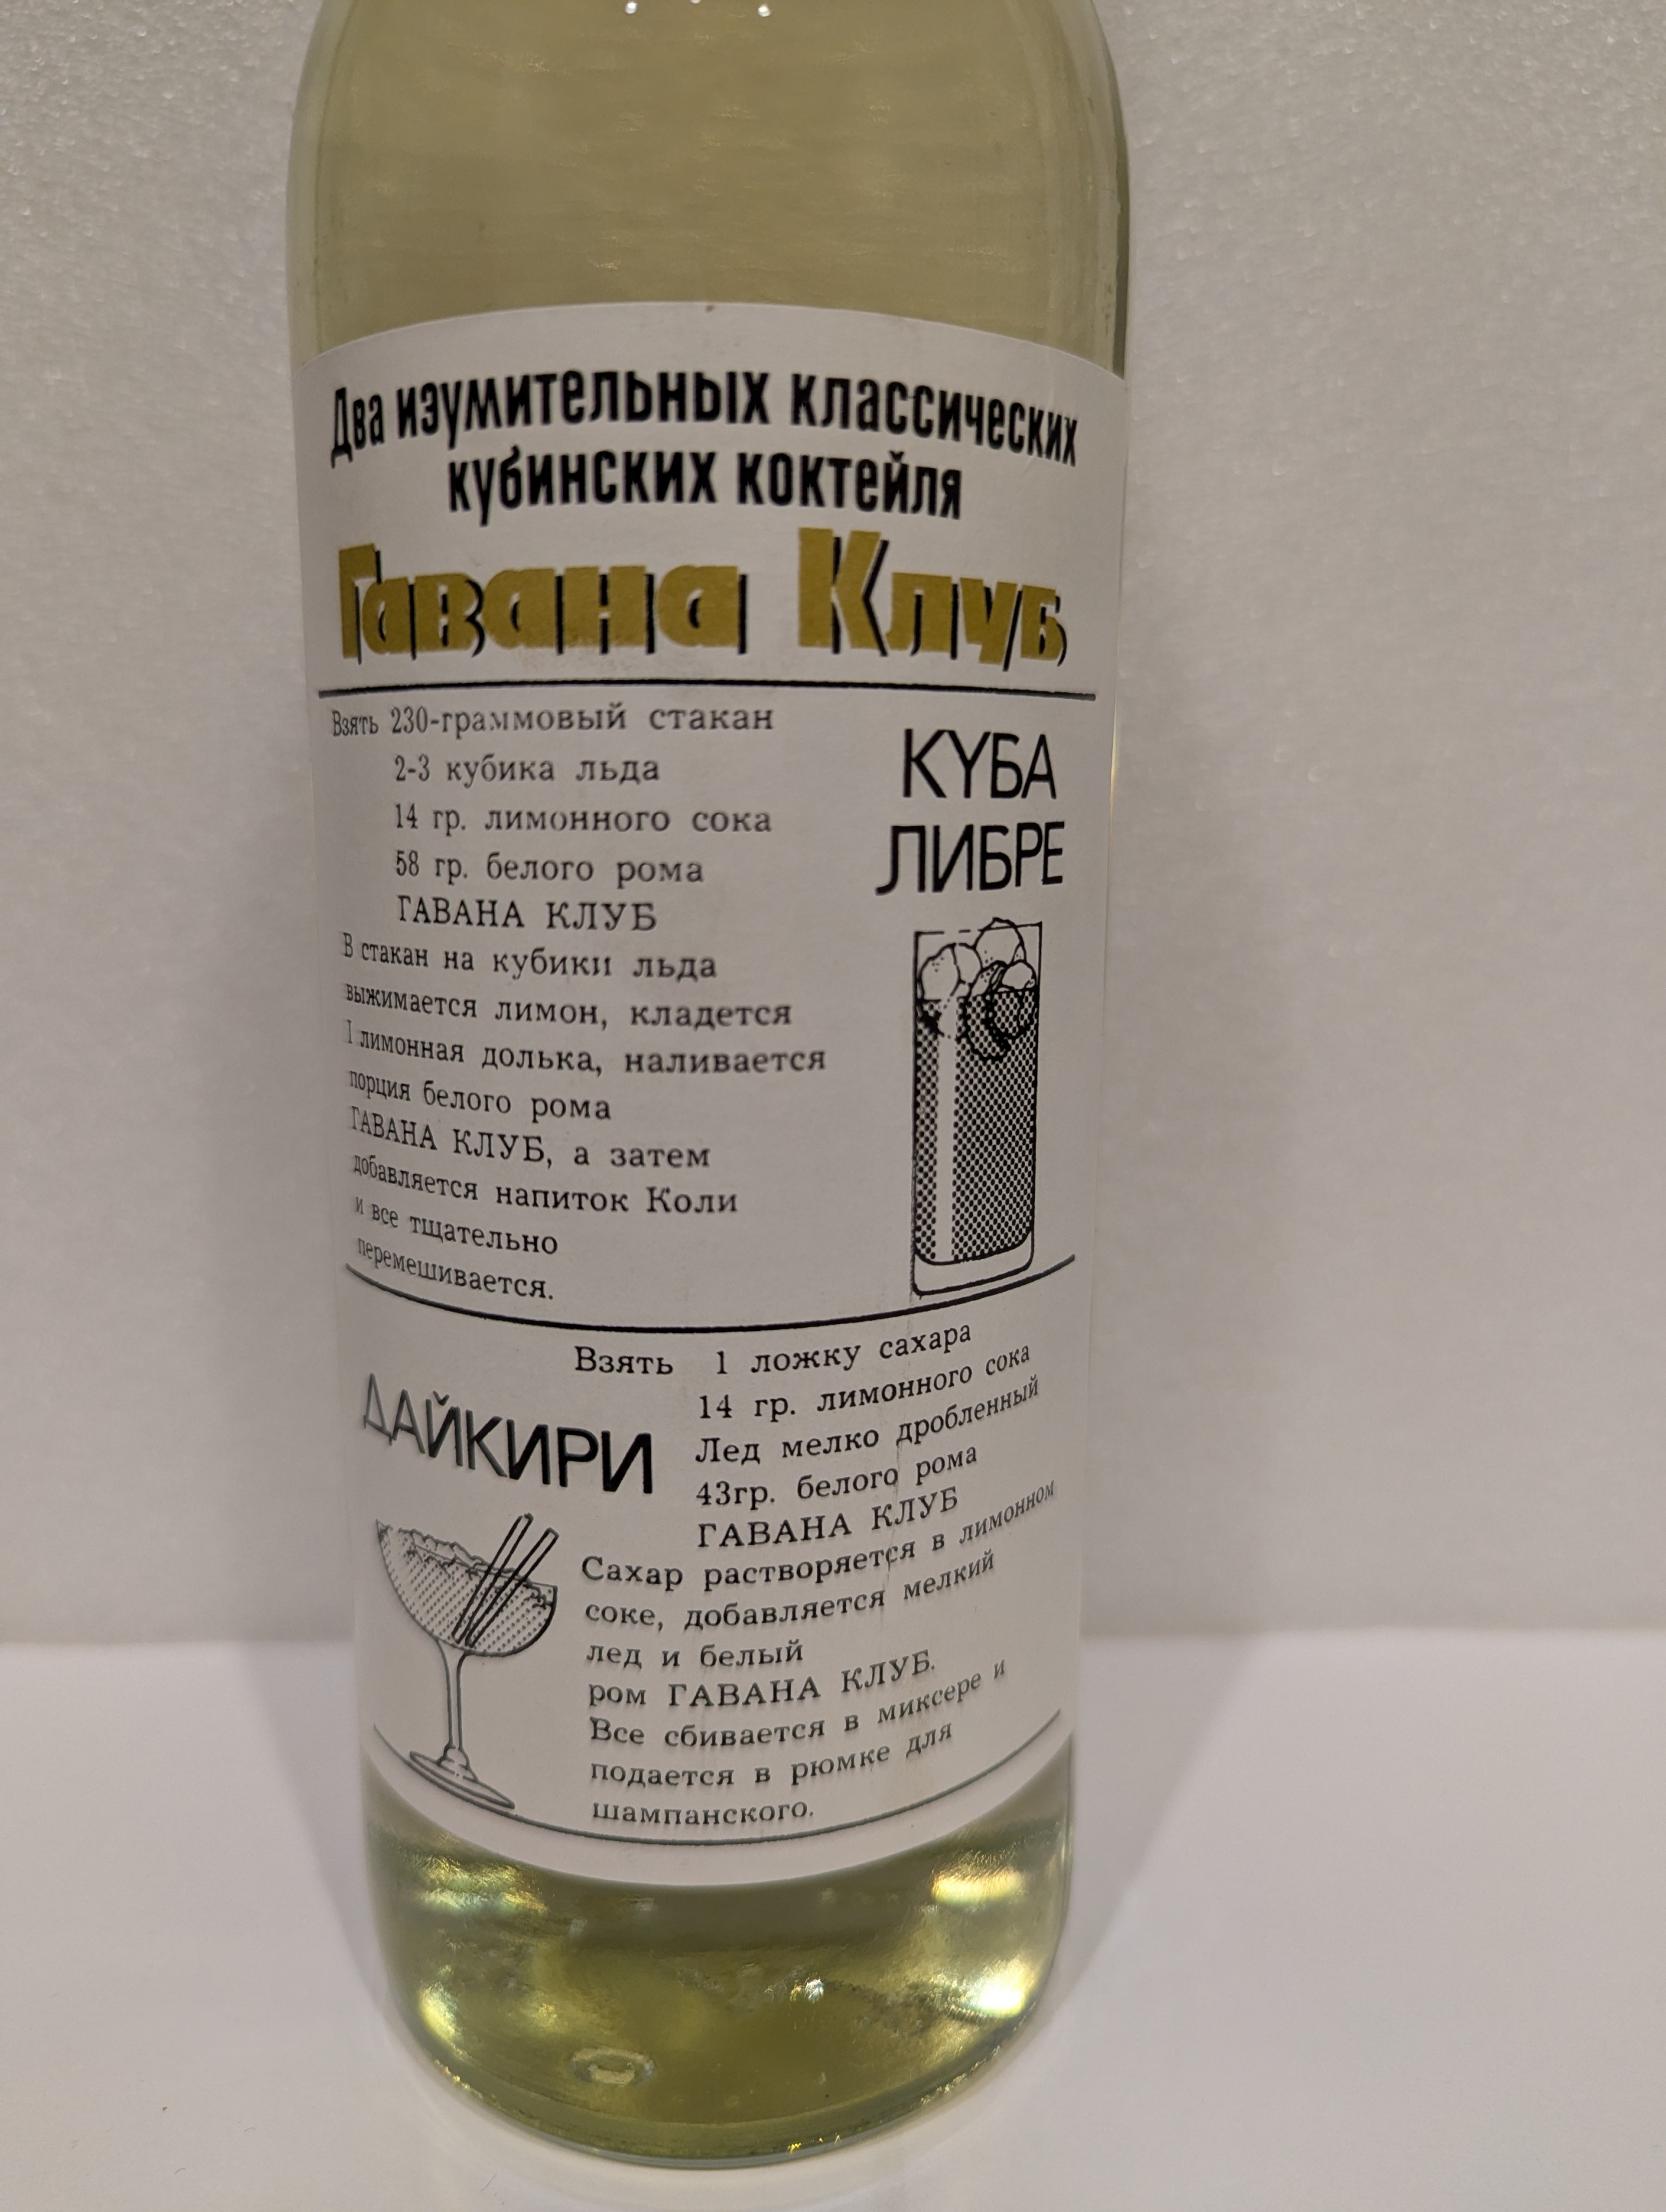 Два изумительных классических
кубинских коктейля
Гавана Клуб
Взять 230-граммовый стакан
2-3 кубика льда
14 гр. лимонного сока
58 гр. белого рома
ГАВАНА КЛУБ
В стакан на кубики льда
выжимается лимон, кладется
1 лимонная долька, наливается
порция белого рома
ГАВАНА КЛУБ, а затем
добавляется напиток Коли
и все тщательно
перемешивается.
КУБА
ЛИБРЕ
ДАЙКИРИ
Взять 1 ложку сахара
14 гр. лимонного сока
Лед мелко дробленный
43гр. белого рома
ГАВАНА КЛУБ
Сахар растворяется в лимонном
соке, добавляется мелкий
лед и белый
ром ГАВАНА КЛУБ.
Все сбивается в миксере и
подается в рюмке для
шампанского.